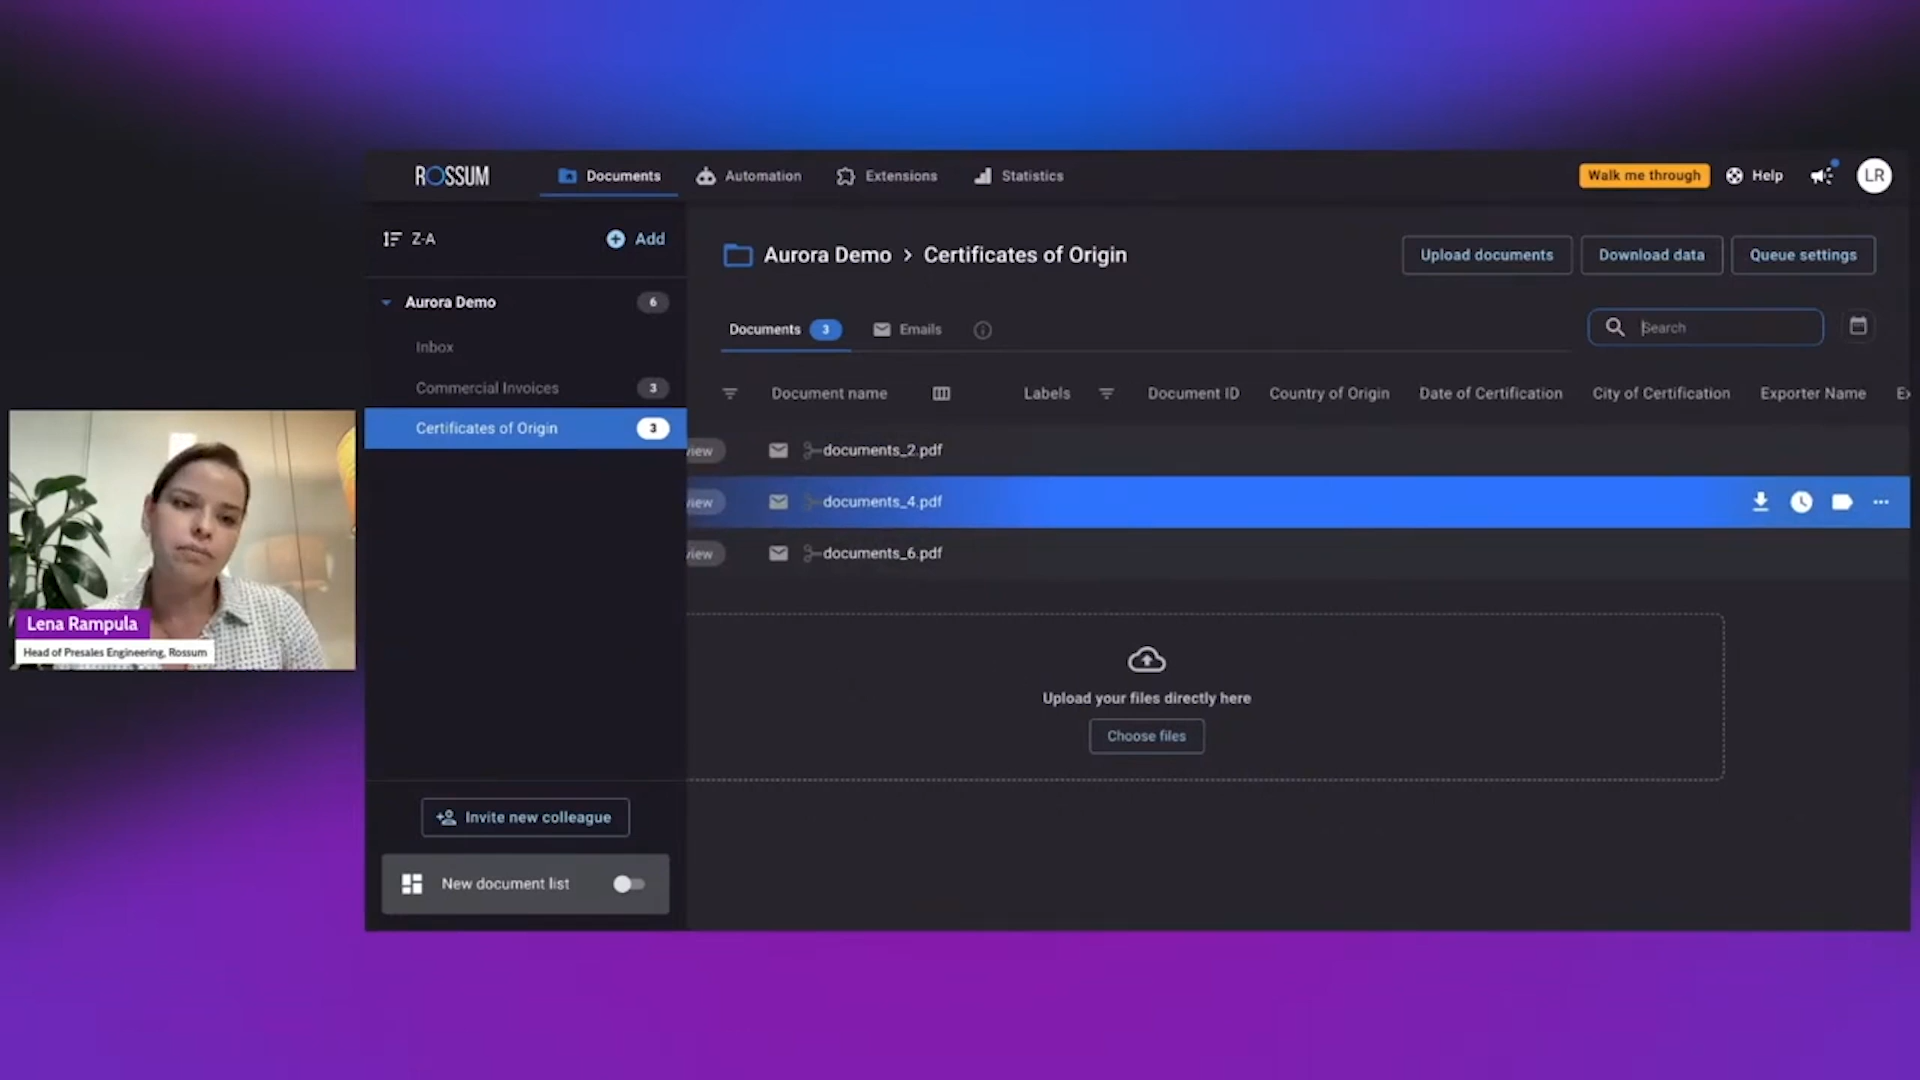 ROSSUM
Documents
Automation
Extensions
Statistics
Walk me through
Help
LR
Z-A
Add
Aurora Demo
6
Inbox
Commercial Invoices
3
Certificates of Origin
3
Aurora Demo > Certificates of Origin
Upload documents
Download data
Queue settings
Documents 3
Emails
Search
Document name
Labels
Document ID
Country of Origin
Date of Certification
City of Certification
Exporter Name
Ex
view
documents_2.pdf
view
documents_4.pdf
view
documents_6.pdf
Upload your files directly here
Choose files
Invite new colleague
New document list
Lena Rampula
Head of Presales Engineering, Rossum